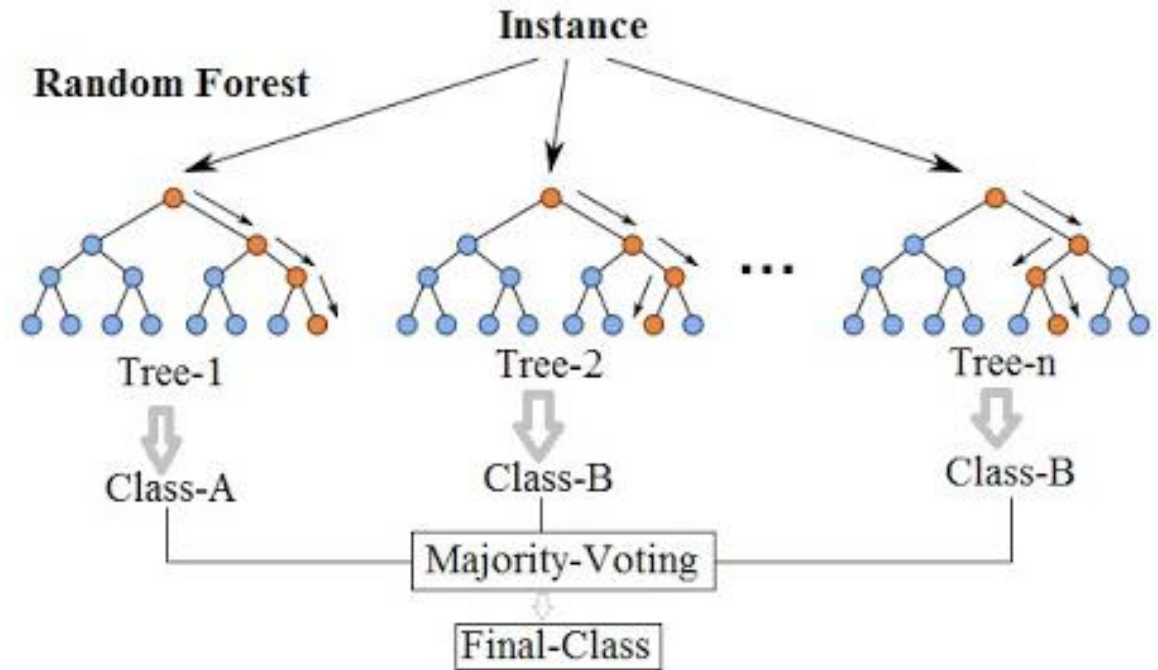 Instance
Random Forest
...
Tree-1
Tree-2
Tree-n
Class-A
Class-B
Class-B
Majority-Voting
Final-Class